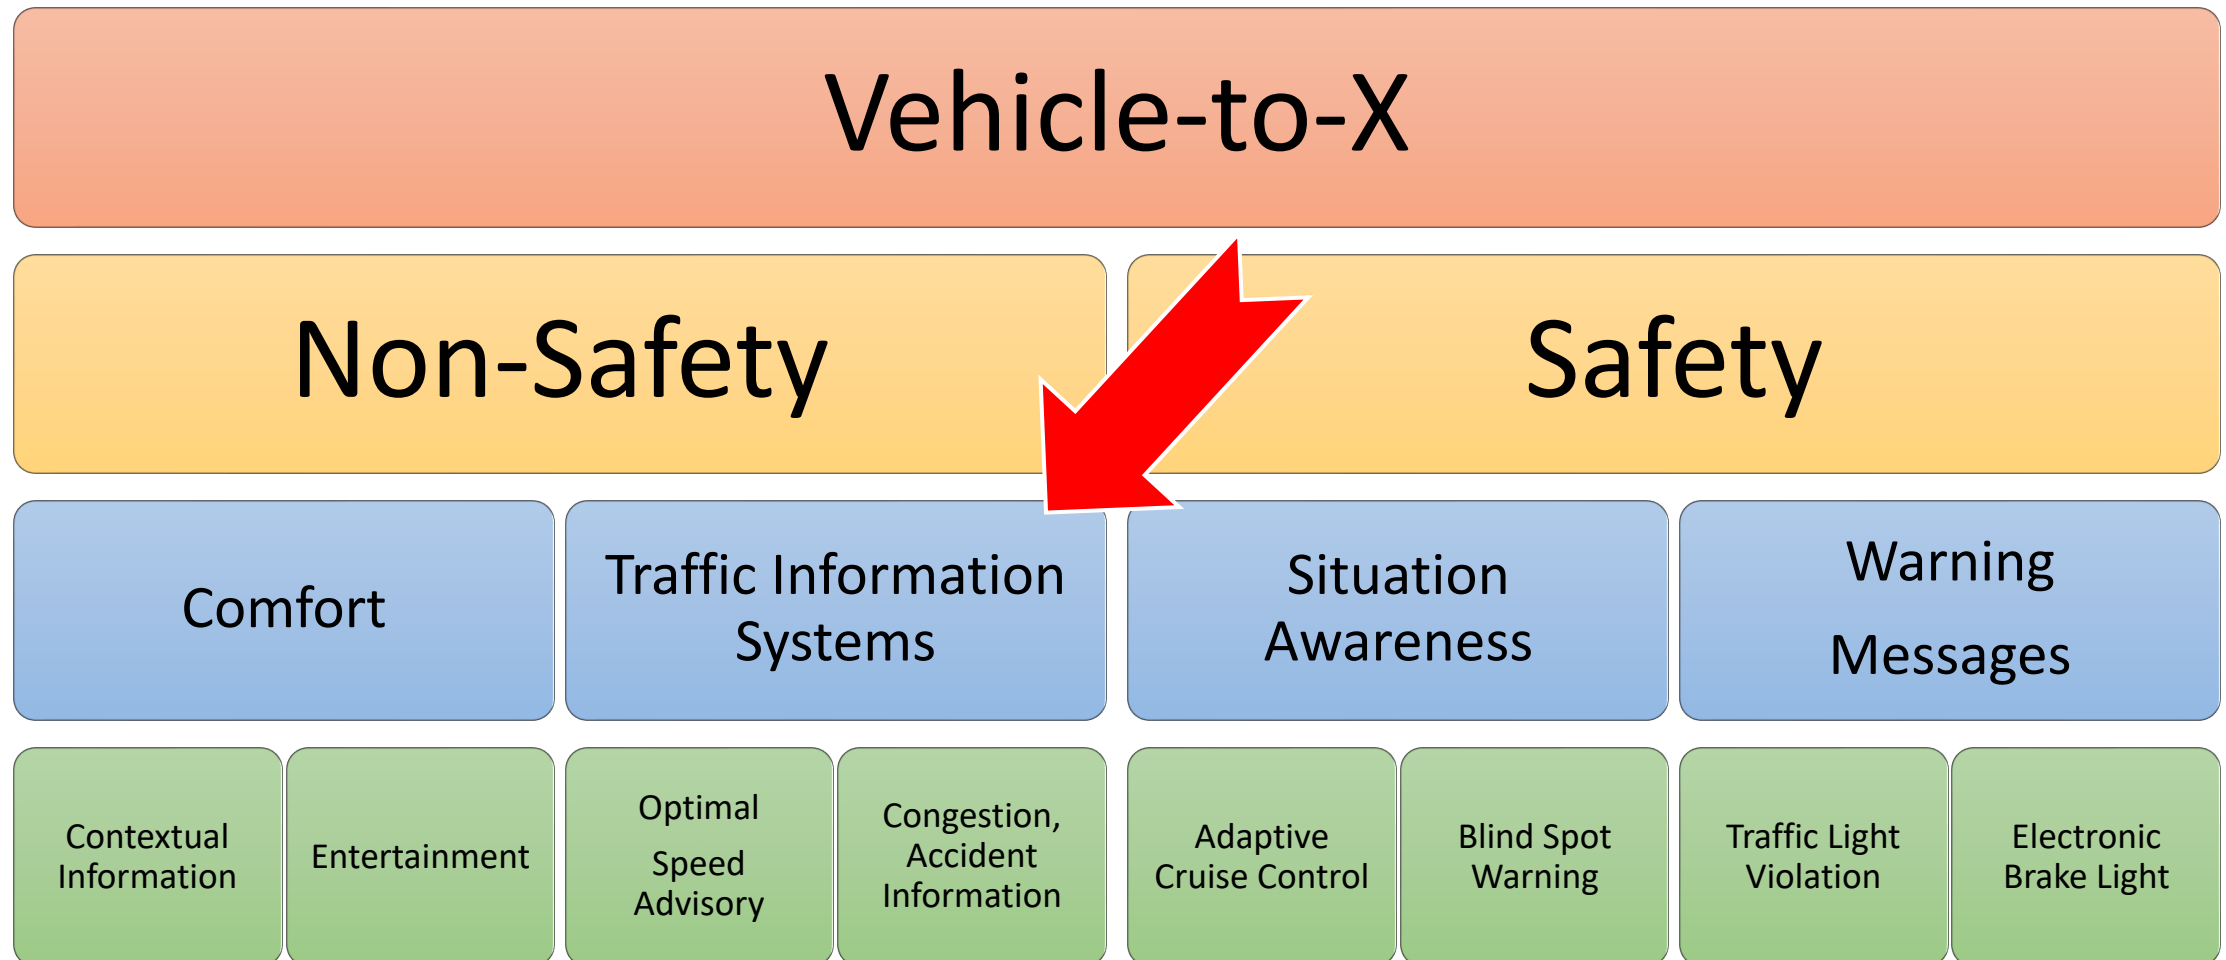 Vehicle-to-X
Non-Safety
Safety
Comfort
Traffic Information
Systems
Situation
Awareness
Warning
Messages
Contextual
Information
Entertainment
Optimal
Speed
Advisory
Congestion,
Accident
Information
Adaptive
Cruise Control
Blind Spot
Warning
Traffic Light
Violation
Electronic
Brake Light